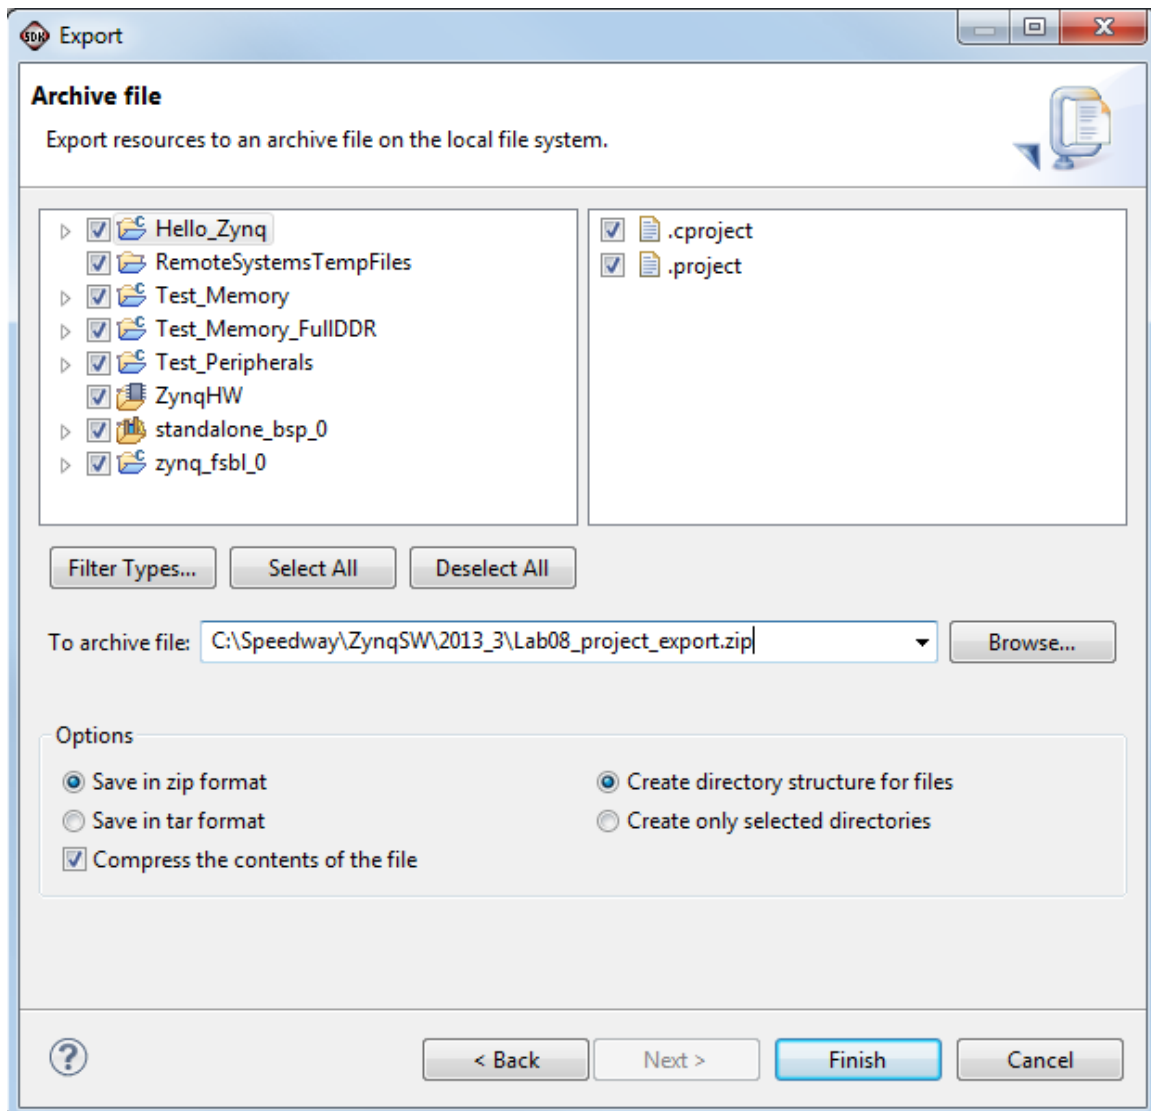 SDK Export
Archive file
Export resources to an archive file on the local file system.
Hello_Zynq
RemoteSystemsTempFiles
Test_Memory
Test_Memory_FullDDR
Test_Peripherals
ZynqHW
standalone_bsp_0
zynq_fsbl_0
.cproject
.project
Filter Types... Select All Deselect All
To archive file: C:\Speedway\ZynqSW\2013_3\Lab08_project_export.zip Browse...
Options
Save in zip format Create directory structure for files
Save in tar format Create only selected directories
Compress the contents of the file
? < Back Next > Finish Cancel